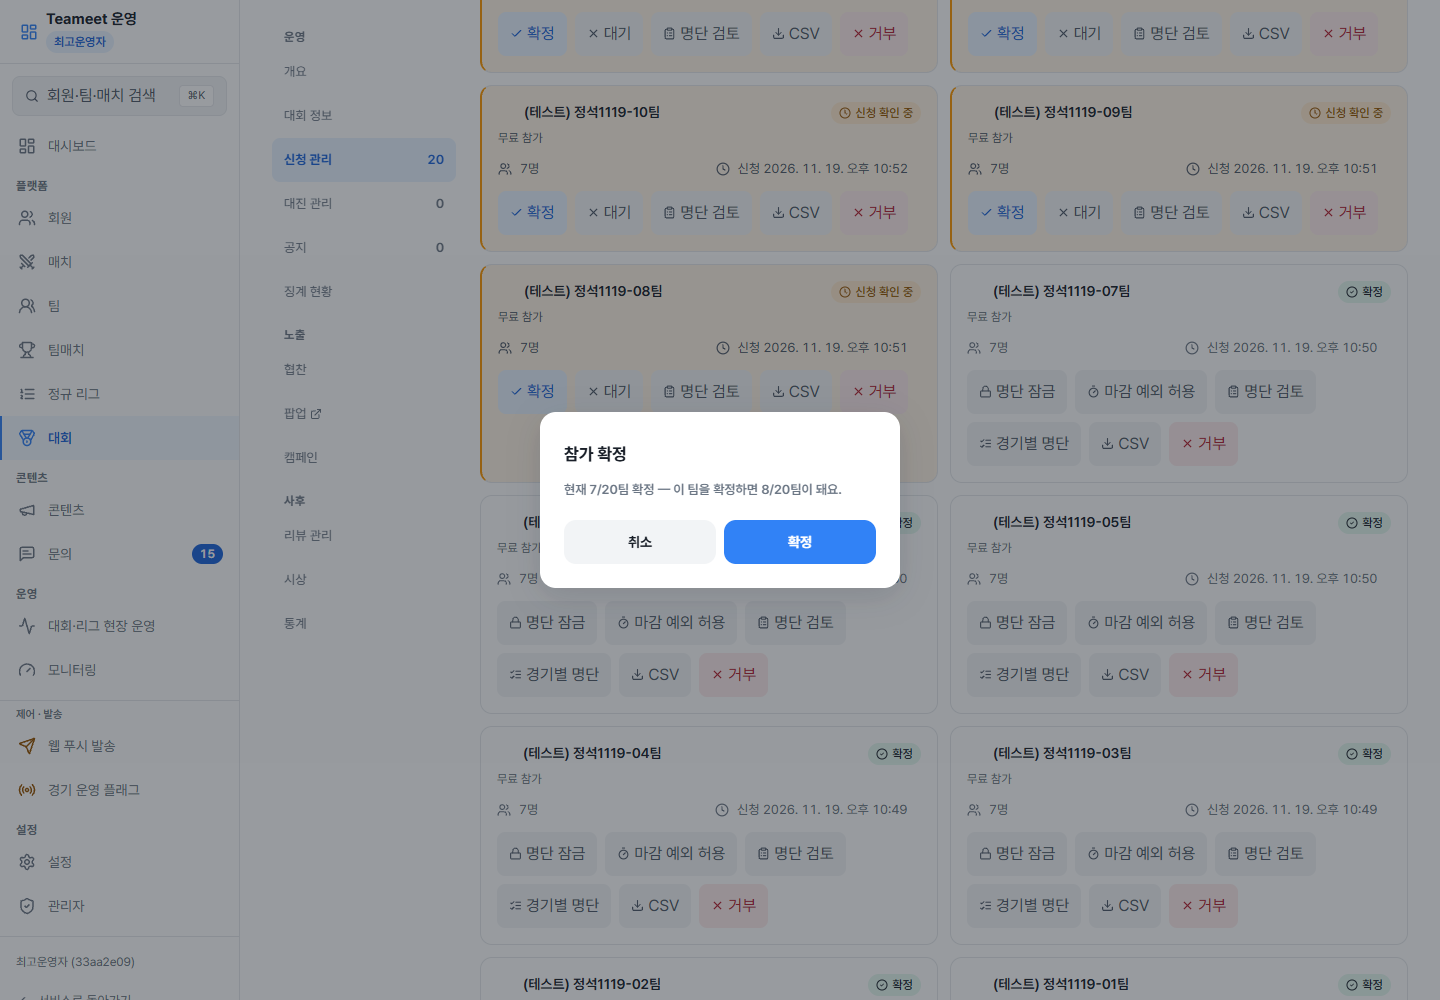 Teameet 운영
최고운영자
회원·팀·매치 검색 ⌘K
대시보드
플랫폼
회원
매치
팀
팀매치
정규 리그
대회
콘텐츠
콘텐츠
문의 15
운영
대회·리그 현장 운영
모니터링
제어 · 발송
웹 푸시 발송
경기 운영 플래그
설정
설정
관리자
최고운영자 (33aa2e09)
운영
개요
대회 정보
신청 관리 20
대진 관리 0
공지 0
징계 현황
노출
협찬
팝업
캠페인
사후
리뷰 관리
시상
통계
확정 대기 명단 검토 CSV 거부
확정 대기 명단 검토 CSV 거부
(테스트) 정석1119-10팀 신청 확인 중
무료 참가
7명 신청 2026. 11. 19. 오후 10:52
확정 대기 명단 검토 CSV 거부
(테스트) 정석1119-09팀 신청 확인 중
무료 참가
7명 신청 2026. 11. 19. 오후 10:51
확정 대기 명단 검토 CSV 거부
(테스트) 정석1119-08팀 신청 확인 중
무료 참가
7명 신청 2026. 11. 19. 오후 10:51
확정 대기 명단 검토 CSV 거부
(테스트) 정석1119-07팀 확정
무료 참가
7명 신청 2026. 11. 19. 오후 10:50
명단 잠금 마감 예외 허용 명단 검토
경기별 명단 CSV 거부
참가 확정
현재 7/20팀 확정 — 이 팀을 확정하면 8/20팀이 돼요.
취소 확정
무료 참가
7명
명단 잠금 마감 예외 허용 명단 검토
경기별 명단 CSV 거부
(테스트) 정석1119-05팀 확정
무료 참가
7명 신청 2026. 11. 19. 오후 10:50
명단 잠금 마감 예외 허용 명단 검토
경기별 명단 CSV 거부
(테스트) 정석1119-04팀 확정
무료 참가
7명 신청 2026. 11. 19. 오후 10:49
명단 잠금 마감 예외 허용 명단 검토
경기별 명단 CSV 거부
(테스트) 정석1119-03팀 확정
무료 참가
7명 신청 2026. 11. 19. 오후 10:49
명단 잠금 마감 예외 허용 명단 검토
경기별 명단 CSV 거부
(테스트) 정석1119-02팀 확정
(테스트) 정석1119-01팀 확정